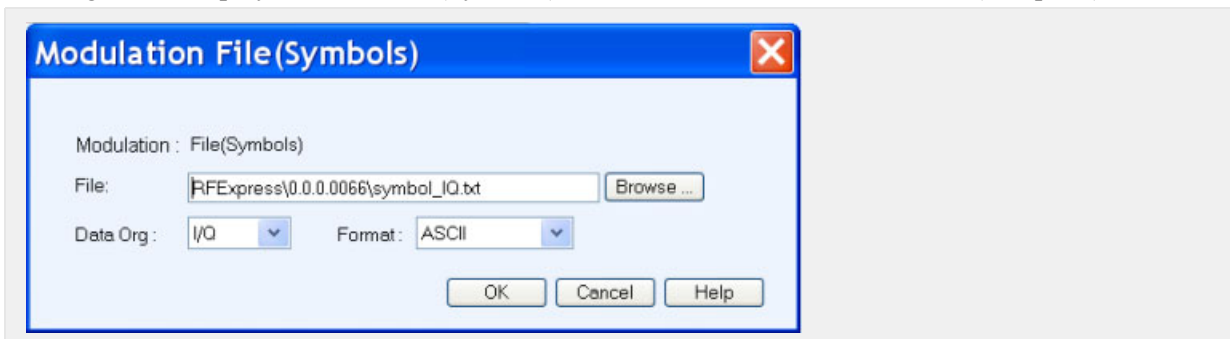 Modulation File(Symbols)
Modulation : File(Symbols)
File: RFExpress\0.0.0.0066\symbol_IQ.txt Browse ...
Data Org : I/Q Format : ASCII
OK Cancel Help